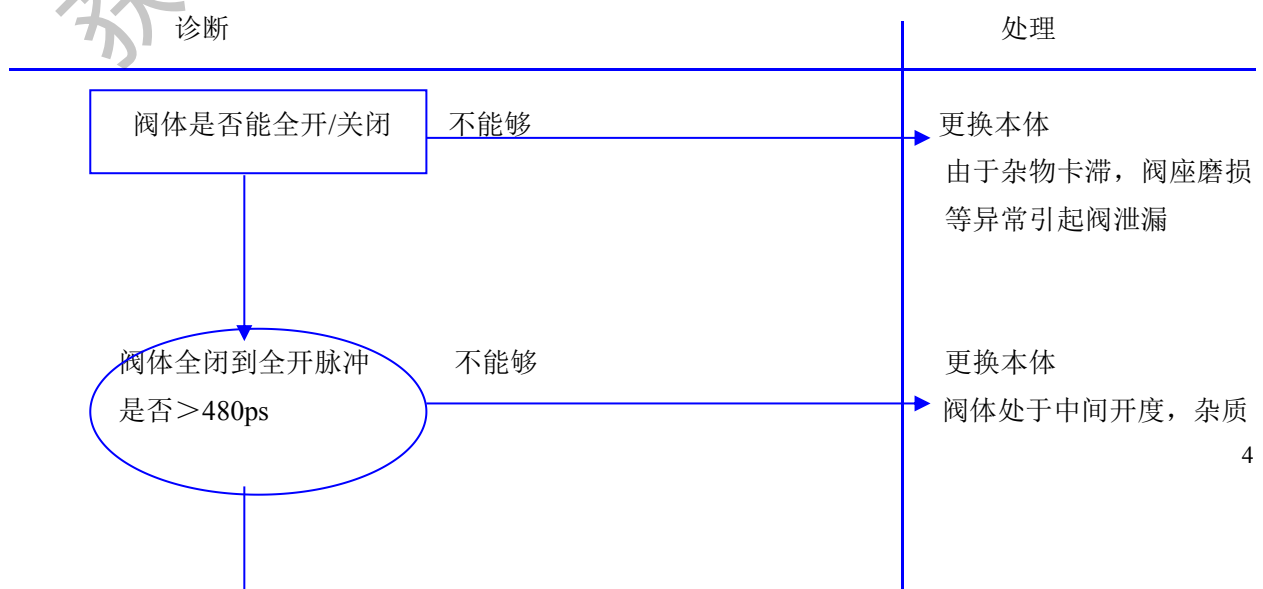 诊断
处理
阀体是否能全开/关闭
不能够
更换本体
由于杂物卡滞，阀座磨损
等异常引起阀泄漏
阀体全闭到全开脉冲
是否＞480ps
不能够
更换本体
阀体处于中间开度，杂质
4